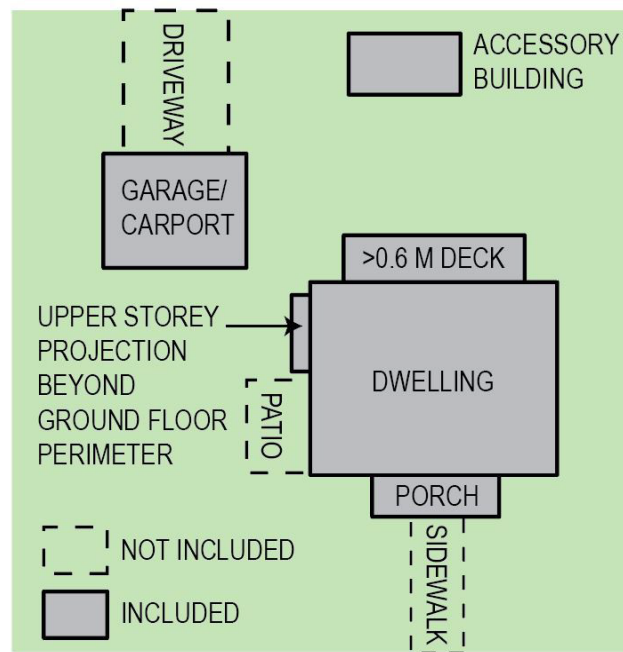 DRIVEWAY
ACCESSORY
BUILDING
GARAGE/
CARPORT
>0.6 M DECK
UPPER STOREY
PROJECTION
BEYOND
GROUND FLOOR
PERIMETER
DWELLING
PATIO
PORCH
SIDEWALK
NOT INCLUDED
INCLUDED